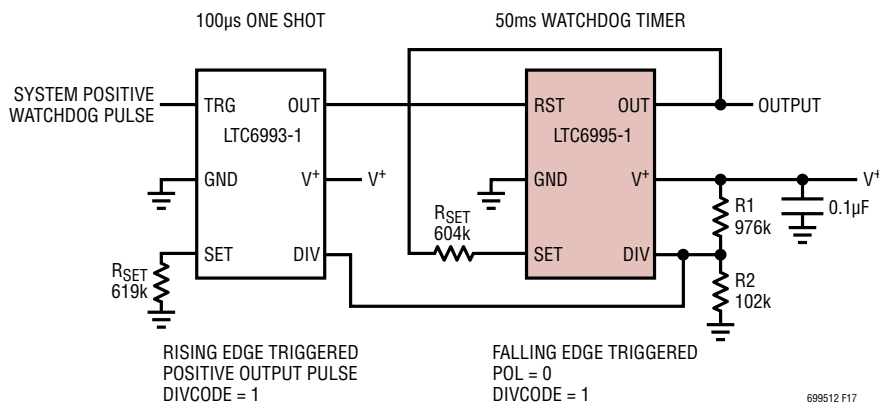 100µs ONE SHOT
50ms WATCHDOG TIMER
SYSTEM POSITIVE
WATCHDOG PULSE
TRG
OUT
LTC6993-1
GND
V+
V+
SET
DIV
RSET
619k
RST
OUT
LTC6995-1
GND
V+
SET
DIV
RSET
604k
OUTPUT
V+
R1
976k
0.1µF
R2
102k
RISING EDGE TRIGGERED
POSITIVE OUTPUT PULSE
DIVCODE = 1
FALLING EDGE TRIGGERED
POL = 0
DIVCODE = 1
699512 F17